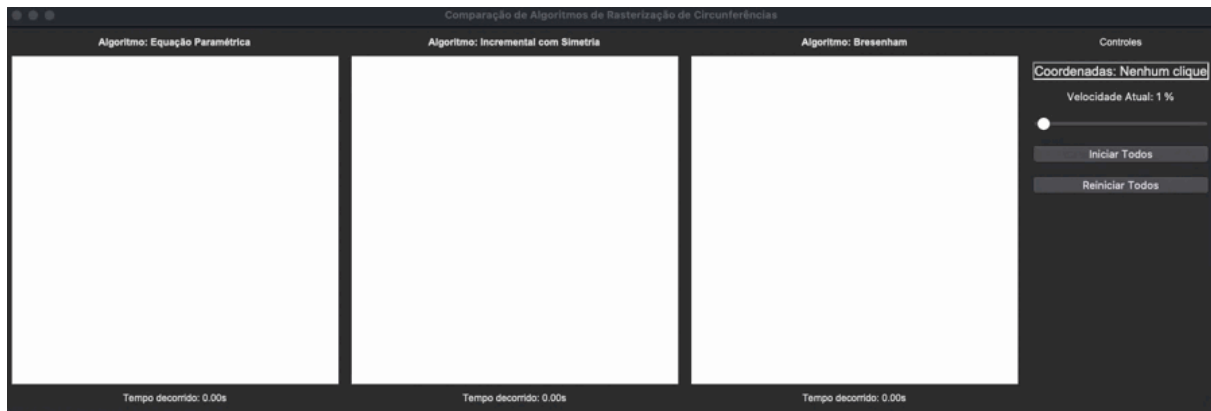 Comparação de Algoritmos de Rasterização de Circunferências
Algoritmo: Equação Paramétrica
Algoritmo: Incremental com Simetria
Algoritmo: Bresenham
Controles
Coordenadas: Nenhum clique
Velocidade Atual: 1 %
Iniciar Todos
Reiniciar Todos
Tempo decorrido: 0.00s
Tempo decorrido: 0.00s
Tempo decorrido: 0.00s